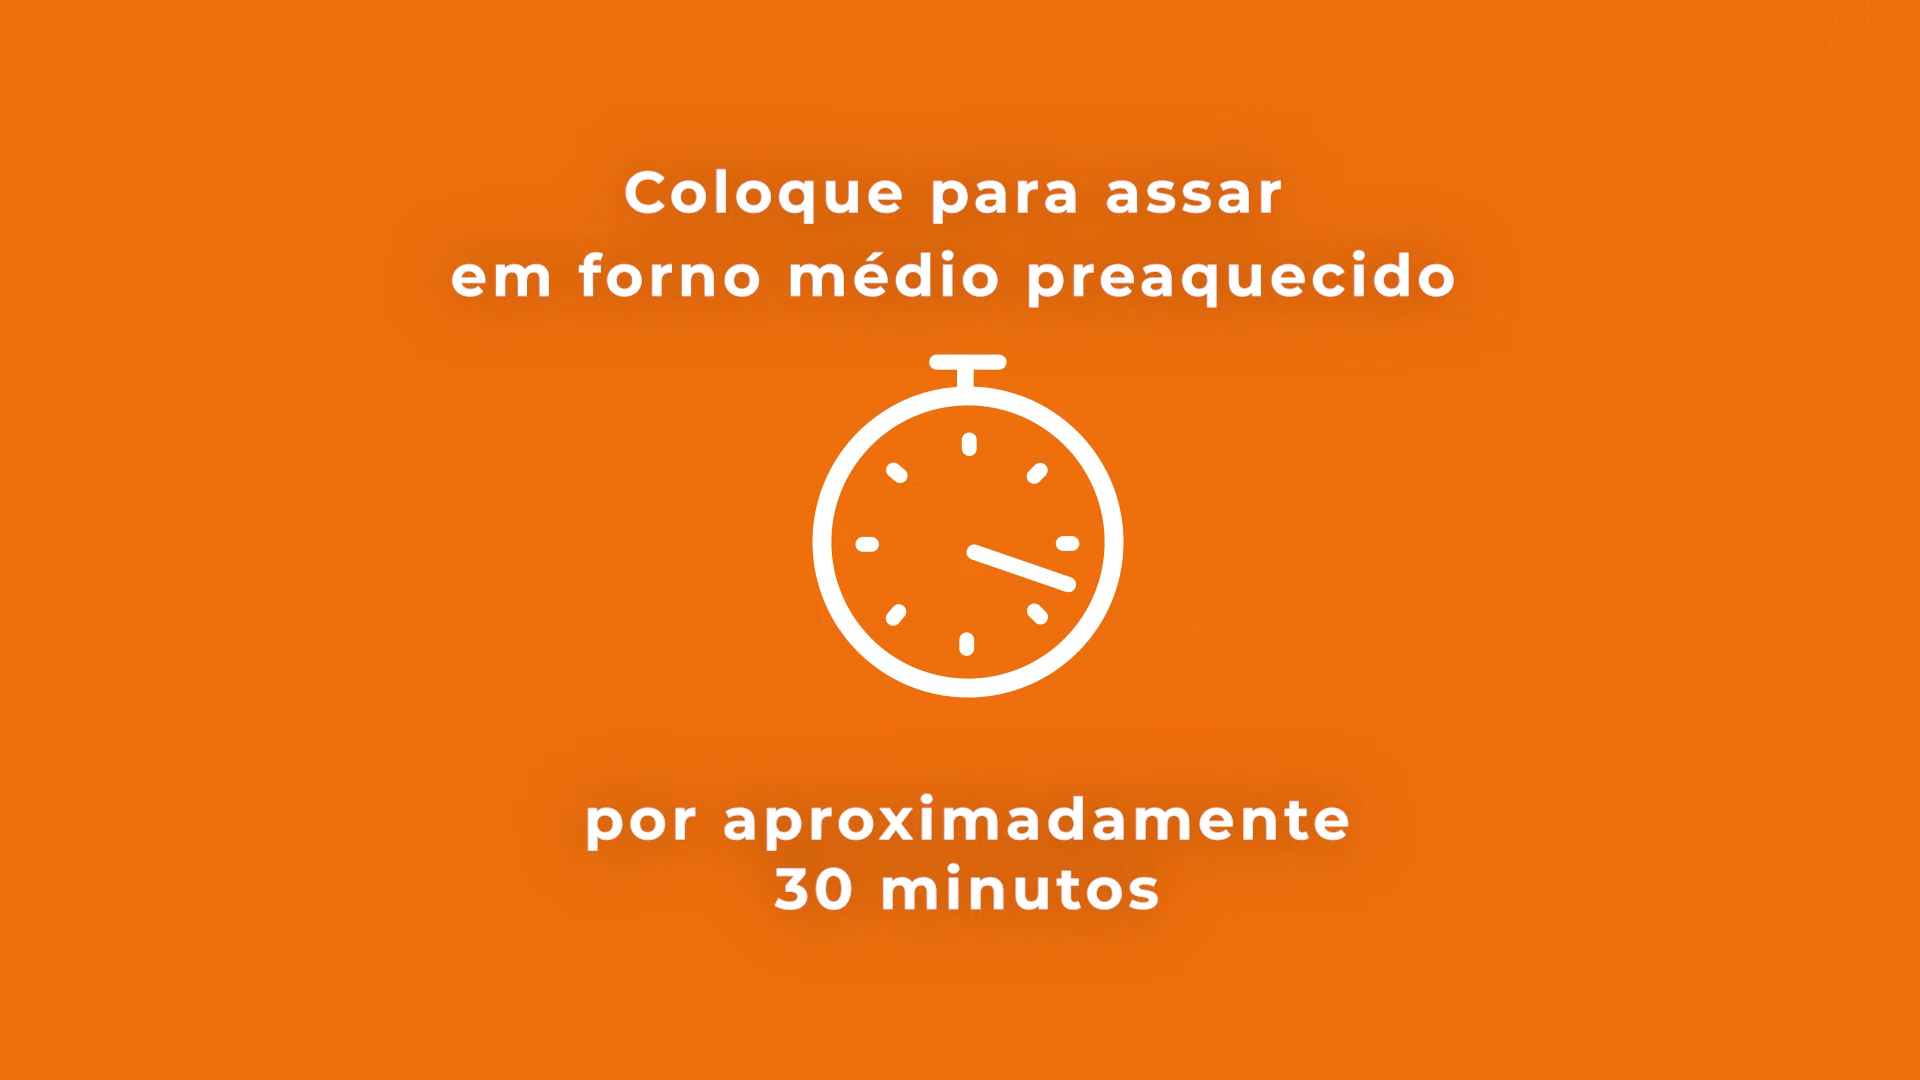 Coloque para assar
em forno médio preaquecido
por aproximadamente
30 minutos